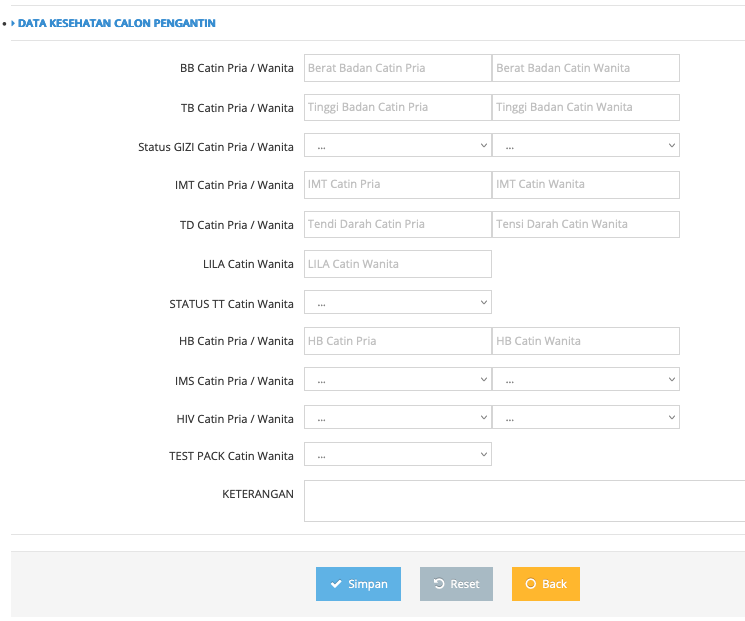 DATA KESEHATAN CALON PENGANTIN
BB Catin Pria / Wanita Berat Badan Catin Pria Berat Badan Catin Wanita
TB Catin Pria / Wanita Tinggi Badan Catin Pria Tinggi Badan Catin Wanita
Status GIZI Catin Pria / Wanita ... ...
IMT Catin Pria / Wanita IMT Catin Pria IMT Catin Wanita
TD Catin Pria / Wanita Tendi Darah Catin Pria Tensi Darah Catin Wanita
LILA Catin Wanita LILA Catin Wanita
STATUS TT Catin Wanita ...
HB Catin Pria / Wanita HB Catin Pria HB Catin Wanita
IMS Catin Pria / Wanita ... ...
HIV Catin Pria / Wanita ... ...
TEST PACK Catin Wanita ...
KETERANGAN
Simpan Reset Back